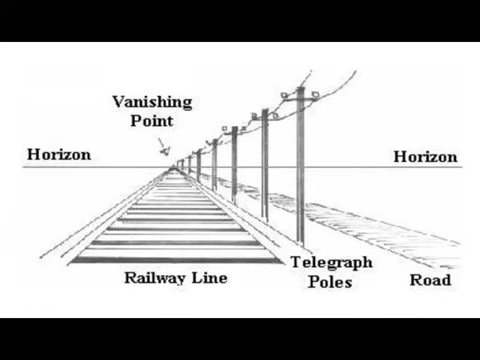 Vanishing
Point
Horizon
Horizon
Railway Line
Telegraph
Poles
Road